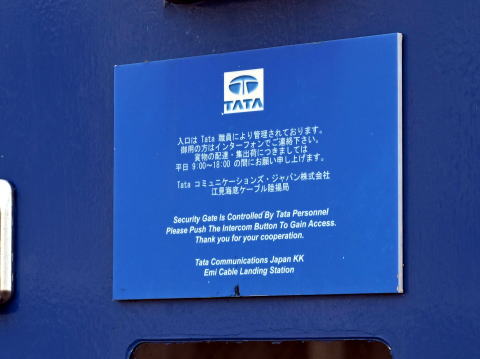 TATA
入口は Tata 職員により管理されております。
御用の方はインターフォンでご連絡下さい。
貨物の配達・集出荷につきましては
平日 9:00~18:00 の間にお願い申し上げます。
Tata コミュニケーションズ・ジャパン株式会社
江見海底ケーブル陸揚局
Security Gate Is Controlled By Tata Personnel
Please Push The Intercom Button To Gain Access.
Thank you for your cooperation.
Tata Communications Japan KK
Emi Cable Landing Station